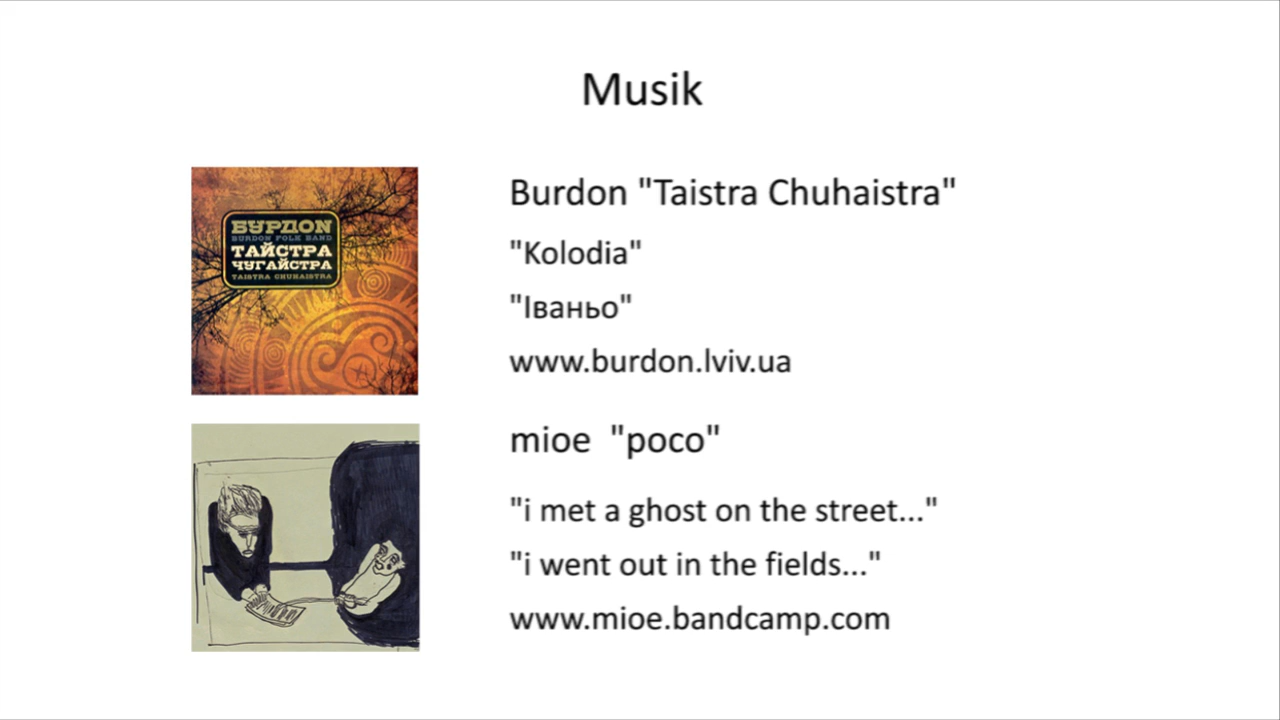 Musik
БУРДОN
BURDON FOLK BAND
ТАЙСТРА
ЧУГАЙСТРА
TAISTRA CHUHAISTRA
Burdon "Taistra Chuhaistra"
"Kolodia"
"Іваньо"
www.burdon.lviv.ua
mioe "poco"
"i met a ghost on the street..."
"i went out in the fields..."
www.mioe.bandcamp.com